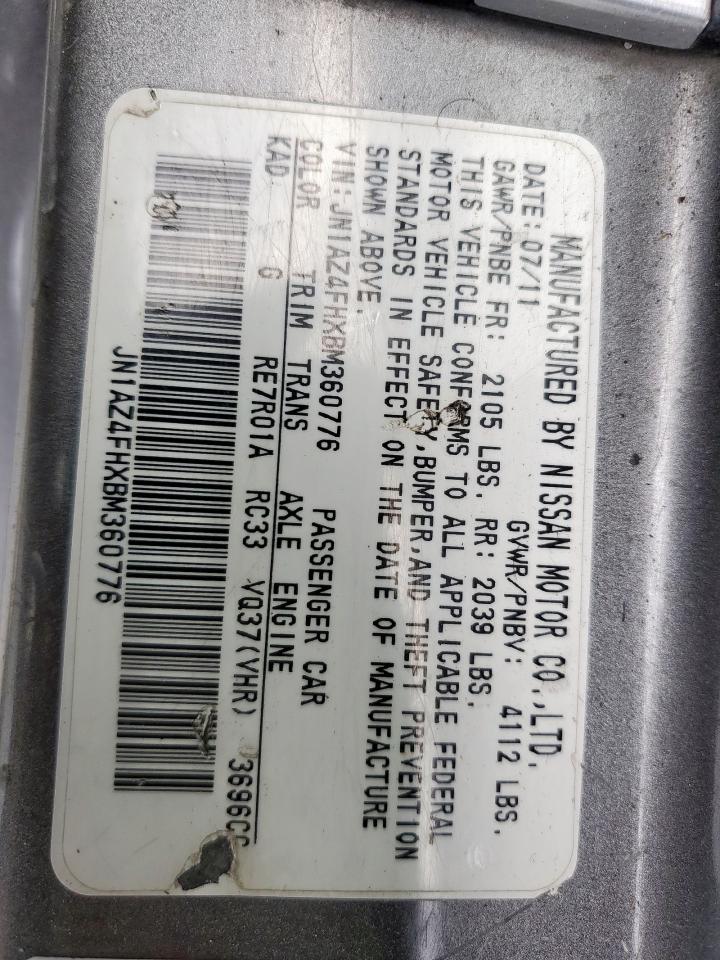 MANUFACTURED BY NISSAN MOTOR CO.,LTD.
DATE:07/11 GVWR/PNBV: 4112 LBS.
GAWR/PNBE FR: 2105 LBS. RR: 2039 LBS.
THIS VEHICLE CONFORMS TO ALL APPLICABLE FEDERAL
MOTOR VEHICLE SAFETY,BUMPER,AND THEFT PREVENTION
STANDARDS IN EFFECT ON THE DATE OF MANUFACTURE
SHOWN ABOVE.
VIN:JN1AZ4FHXBM360776 PASSENGER CAR
COLOR TRIM TRANS AXLE ENGINE
KAD G RE7R01A RC33 VQ37(VHR) 3696CC
JN1AZ4FHXBM360776